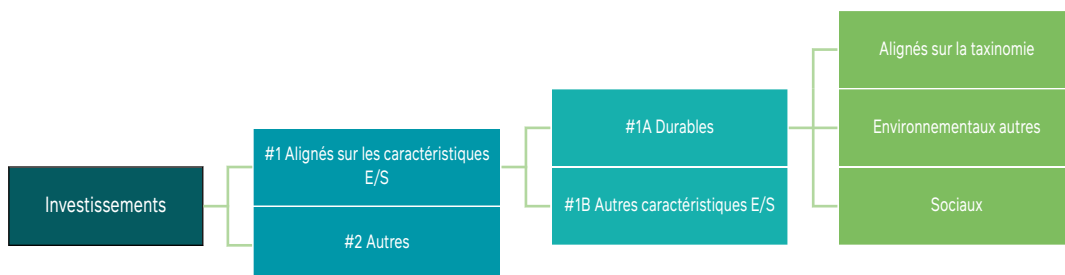 Investissements
#1 Alignés sur les caractéristiques
E/S
#2 Autres
#1A Durables
#1B Autres caractéristiques E/S
Alignés sur la taxinomie
Environnementaux autres
Sociaux